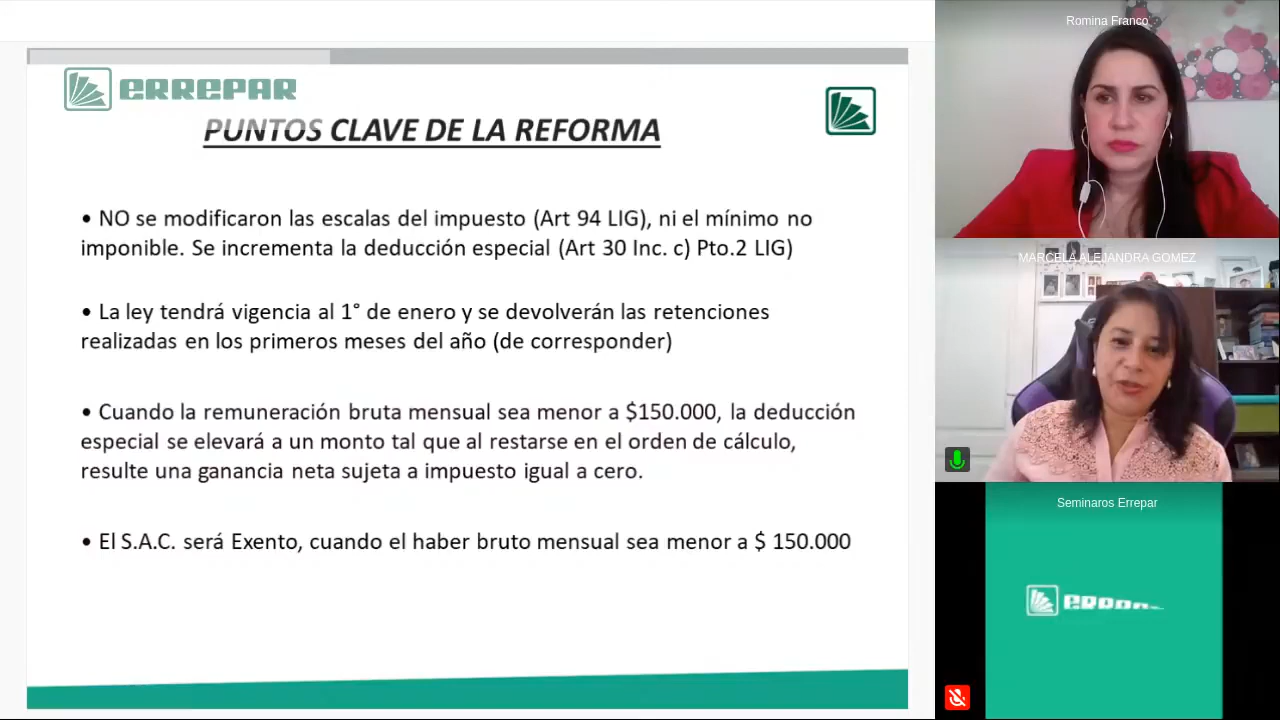 ERREPAR
PUNTOS CLAVE DE LA REFORMA
• NO se modificaron las escalas del impuesto (Art 94 LIG), ni el mínimo no
imponible. Se incrementa la deducción especial (Art 30 Inc. c) Pto.2 LIG)
• La ley tendrá vigencia al 1° de enero y se devolverán las retenciones
realizadas en los primeros meses del año (de corresponder)
• Cuando la remuneración bruta mensual sea menor a $150.000, la deducción
especial se elevará a un monto tal que al restarse en el orden de cálculo,
resulte una ganancia neta sujeta a impuesto igual a cero.
• El S.A.C. será Exento, cuando el haber bruto mensual sea menor a $ 150.000
Romina Franco
MARCELA ALEJANDRA GOMEZ
Seminaros Errepar